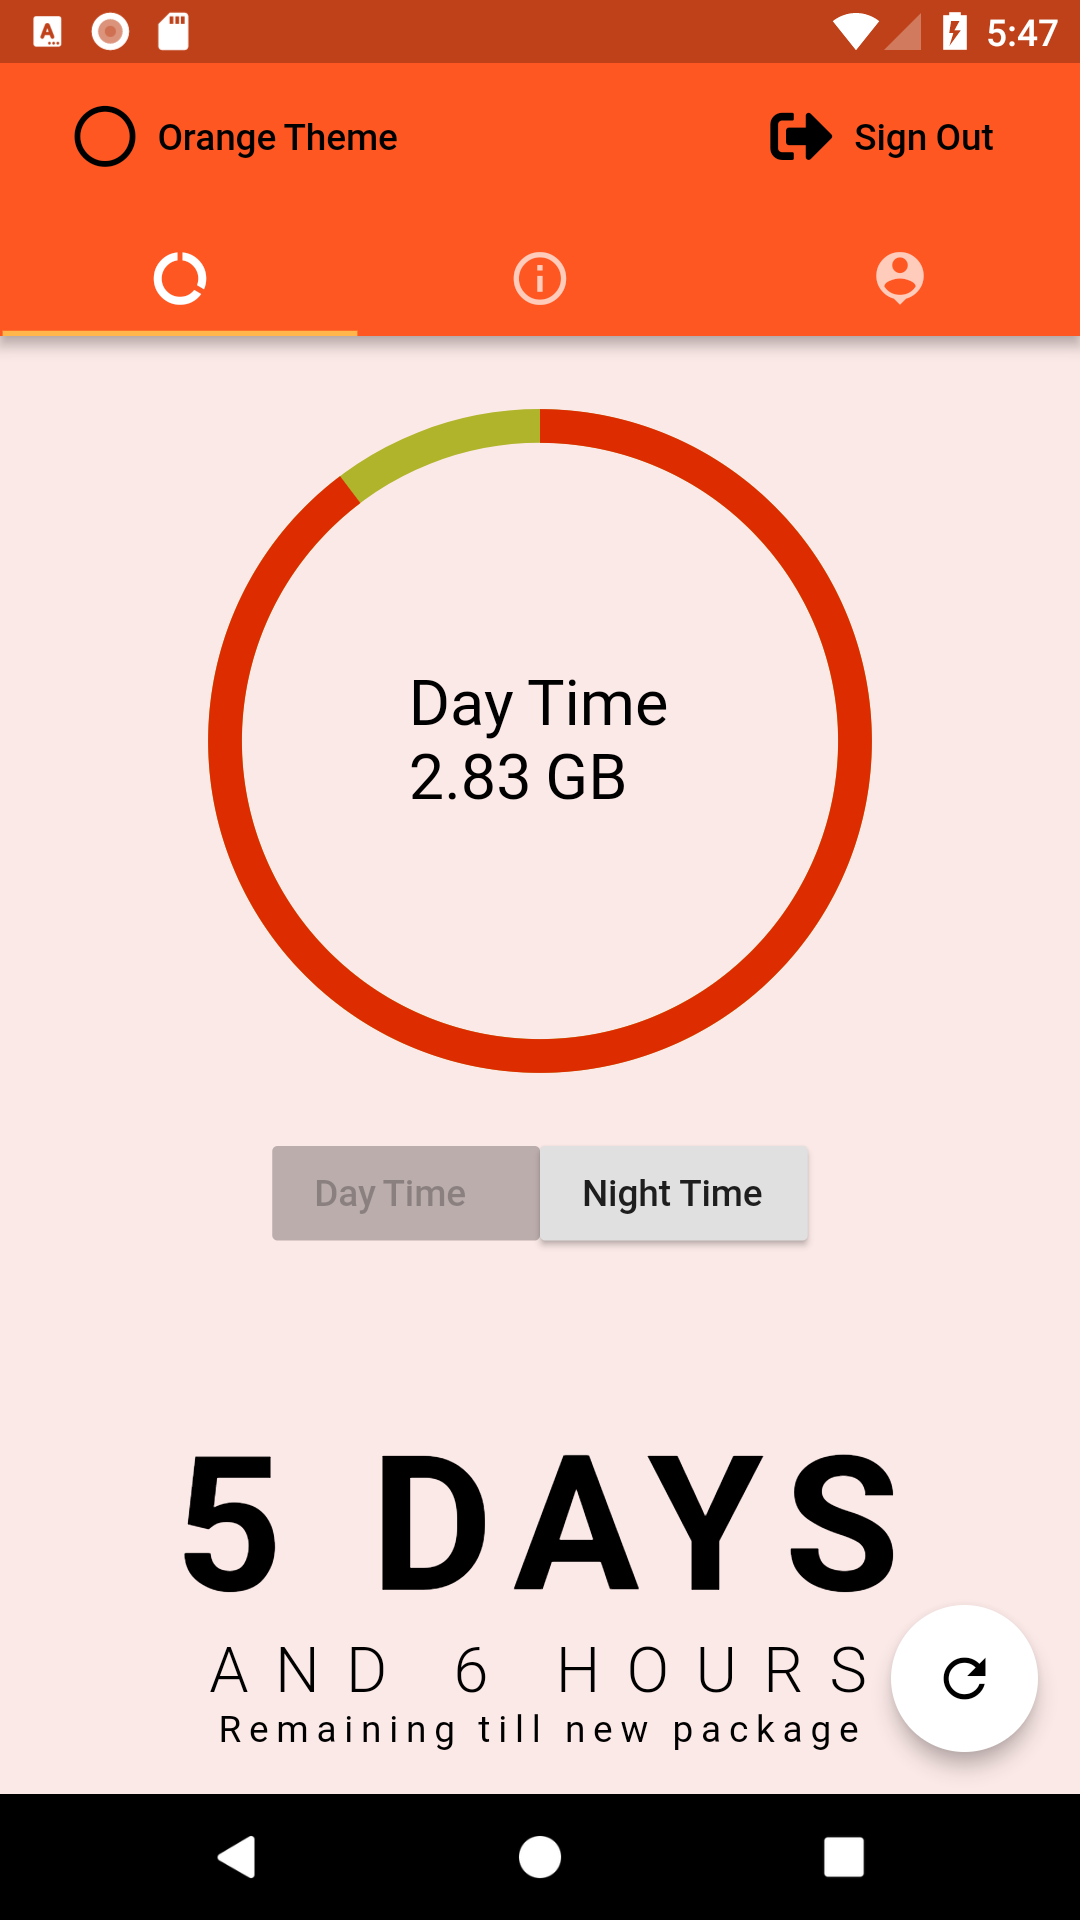 5:47
Orange Theme
Sign Out
Day Time
2.83 GB
Day Time
Night Time
5 DAYS
AND 6 HOURS
Remaining till new package